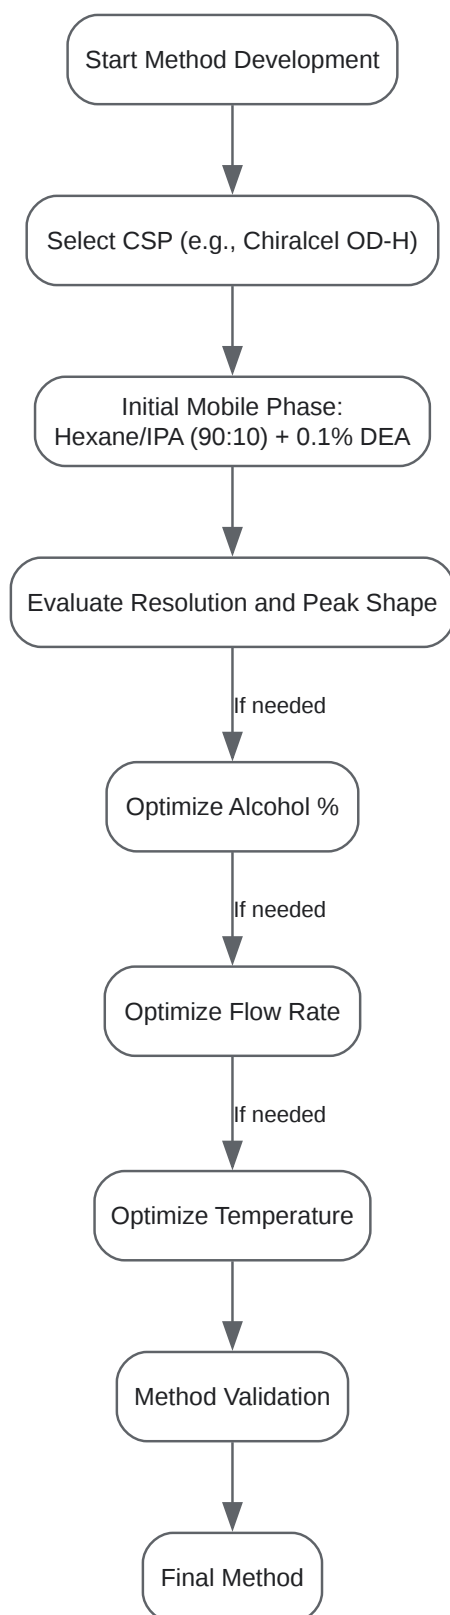 Start Method Development
Select CSP (e.g., Chiralcel OD-H)
Initial Mobile Phase:
Hexane/IPA (90:10) + 0.1% DEA
Evaluate Resolution and Peak Shape
If needed
Optimize Alcohol %
If needed
Optimize Flow Rate
If needed
Optimize Temperature
Method Validation
Final Method